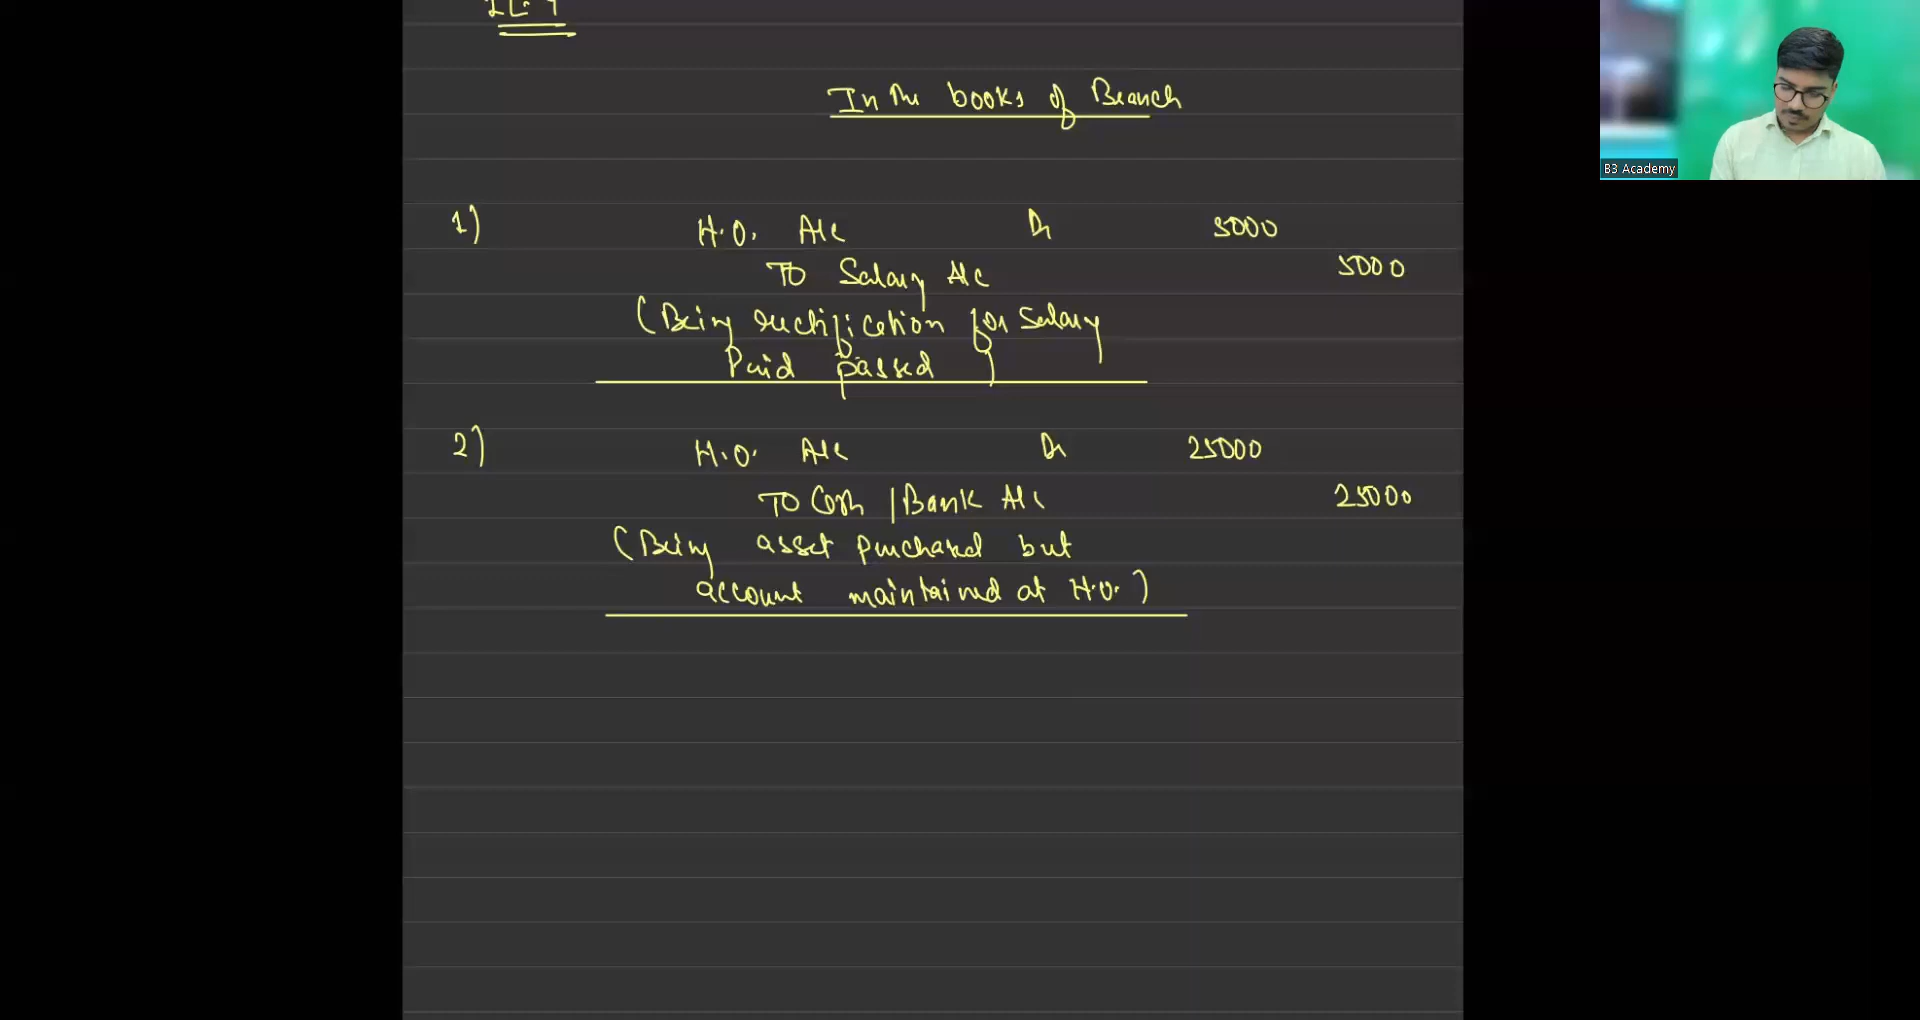 In the books of Branch
B3 Academy
1) H.O. A/c Dr 5000
To Salary A/c 5000
(Being rectification for Salary
Paid passed)
2) H.O. A/c Dr 25000
To Cash / Bank A/c 25000
(Being asset purchased but
account maintained at H.O.)